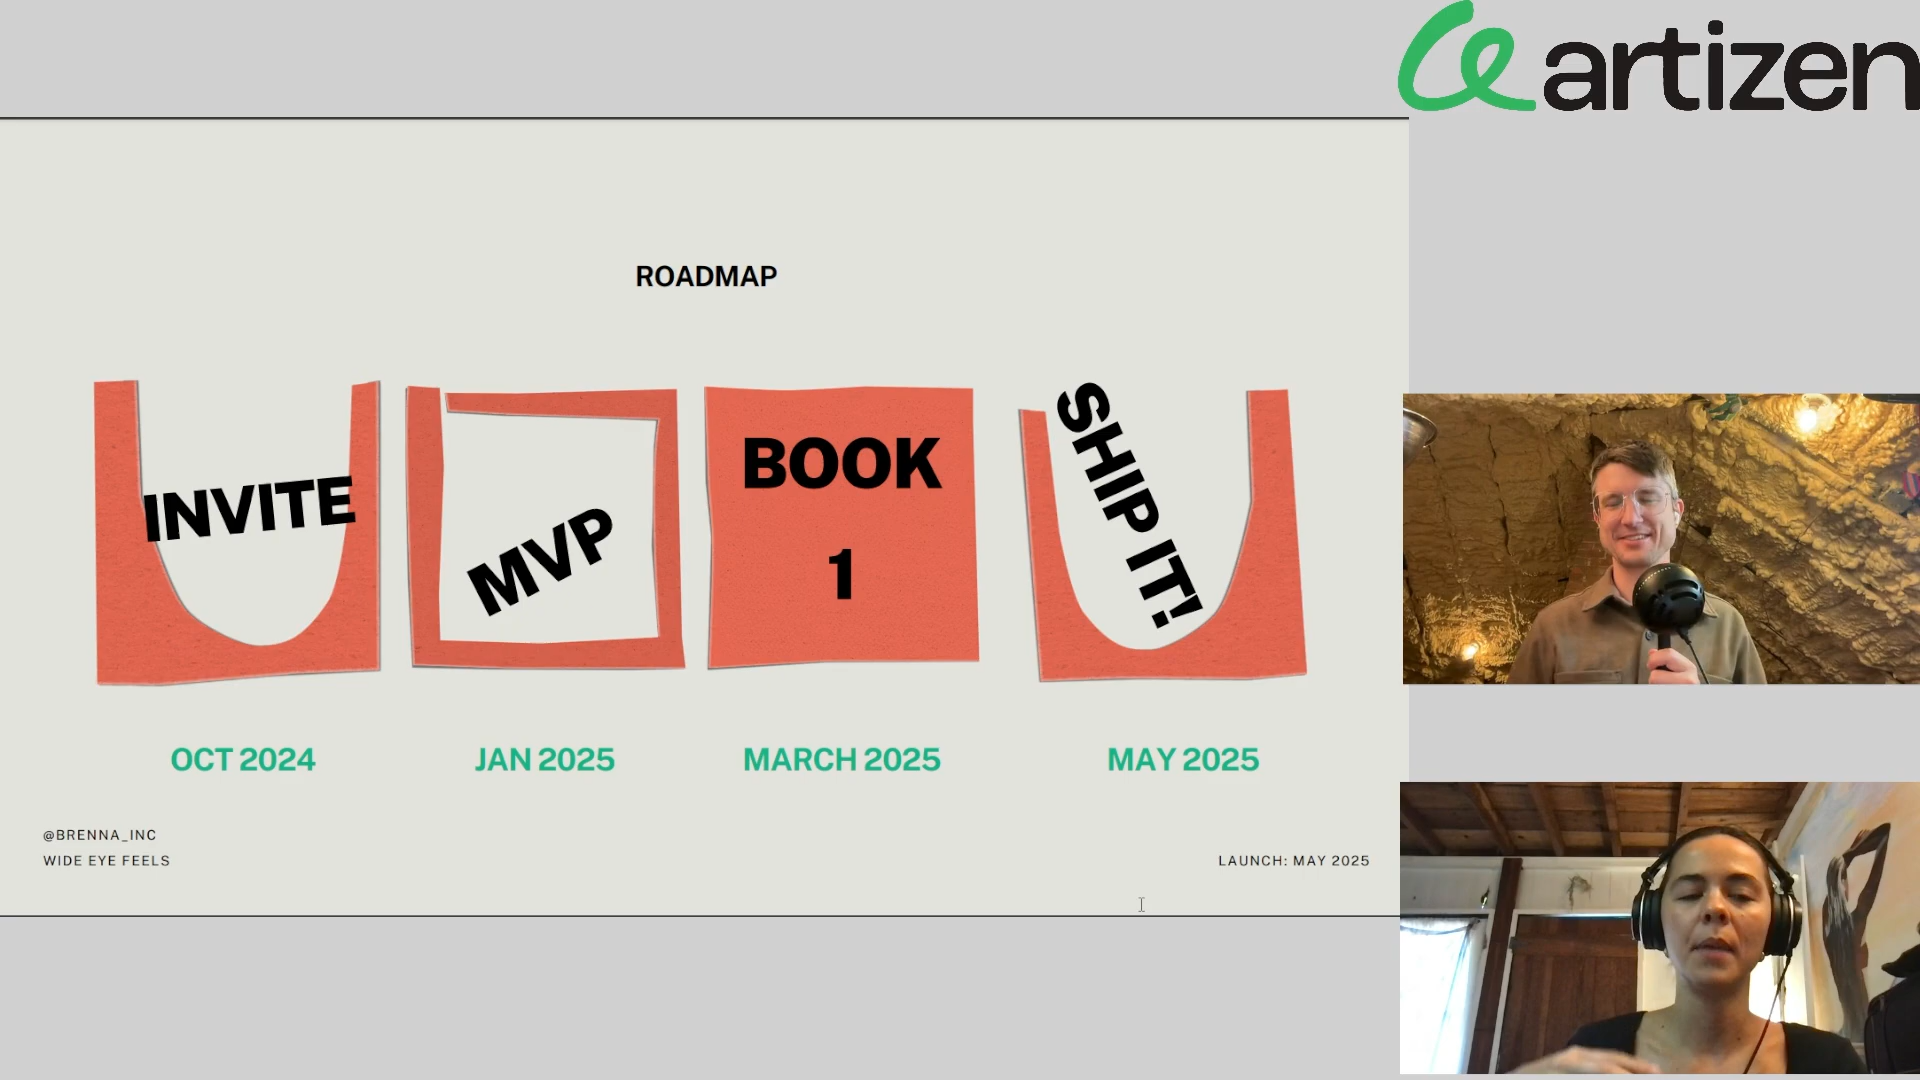 artizen
ROADMAP
INVITE
MVP
BOOK
1
SHIP IT!
OCT 2024
JAN 2025
MARCH 2025
MAY 2025
@BRENNA_INC
WIDE EYE FEELS
LAUNCH: MAY 2025